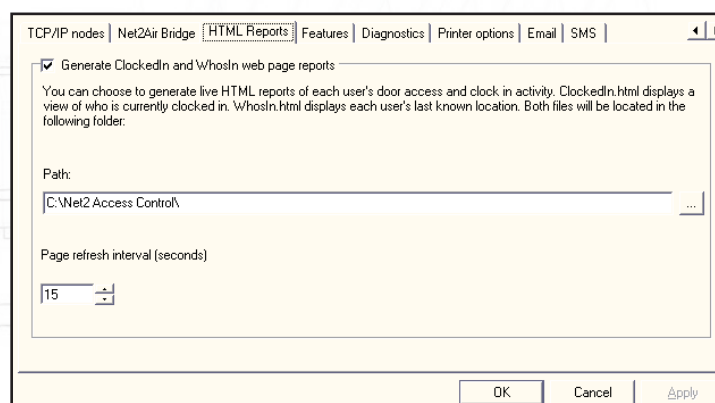 TCP/IP nodes Net2Air Bridge HTML Reports Features Diagnostics Printer options Email SMS
Generate ClockedIn and WhosIn web page reports
You can choose to generate live HTML reports of each user's door access and clock in activity. ClockedIn.html displays a
view of who is currently clocked in. WhosIn.html displays each user's last known location. Both files will be located in the
following folder:
Path:
C:\Net2 Access Control\
...
Page refresh interval (seconds)
15
OK Cancel Apply